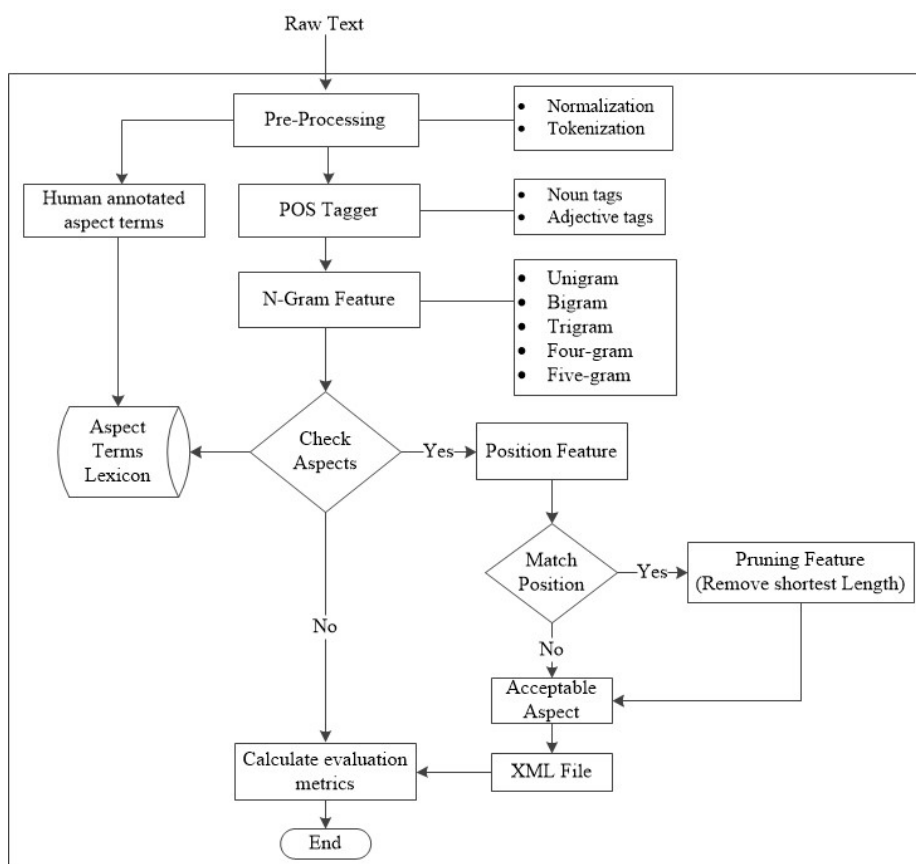 Raw Text
Pre-Processing
• Normalization
• Tokenization
Human annotated
aspect terms
POS Tagger
• Noun tags
• Adjective tags
N-Gram Feature
• Unigram
• Bigram
• Trigram
• Four-gram
• Five-gram
Aspect
Terms
Lexicon
Check
Aspects
Yes
Position Feature
Match
Position
Yes
Pruning Feature
(Remove shortest Length)
No
No
Acceptable
Aspect
Calculate evaluation
metrics
XML File
End